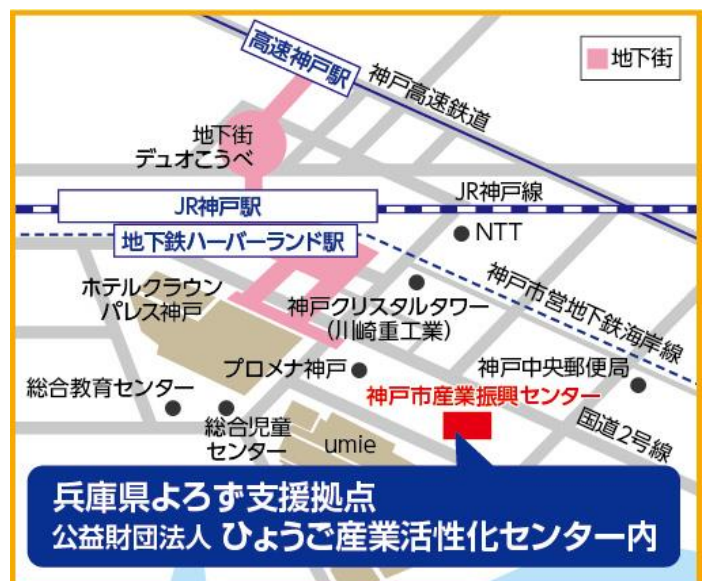 高速神戸駅
地下街
神戸高速鉄道
地下街
デュオこうべ
JR神戸線
JR神戸駅
地下鉄ハーバーランド駅
NTT
ホテルクラウン
パレス神戸
神戸クリスタルタワー
(川崎重工業)
神戸市営地下鉄海岸線
プロメナ神戸
神戸中央郵便局
総合教育センター
神戸市産業振興センター
総合児童
センター
umie
国道2号線
兵庫県よろず支援拠点
公益財団法人 ひょうご産業活性化センター内